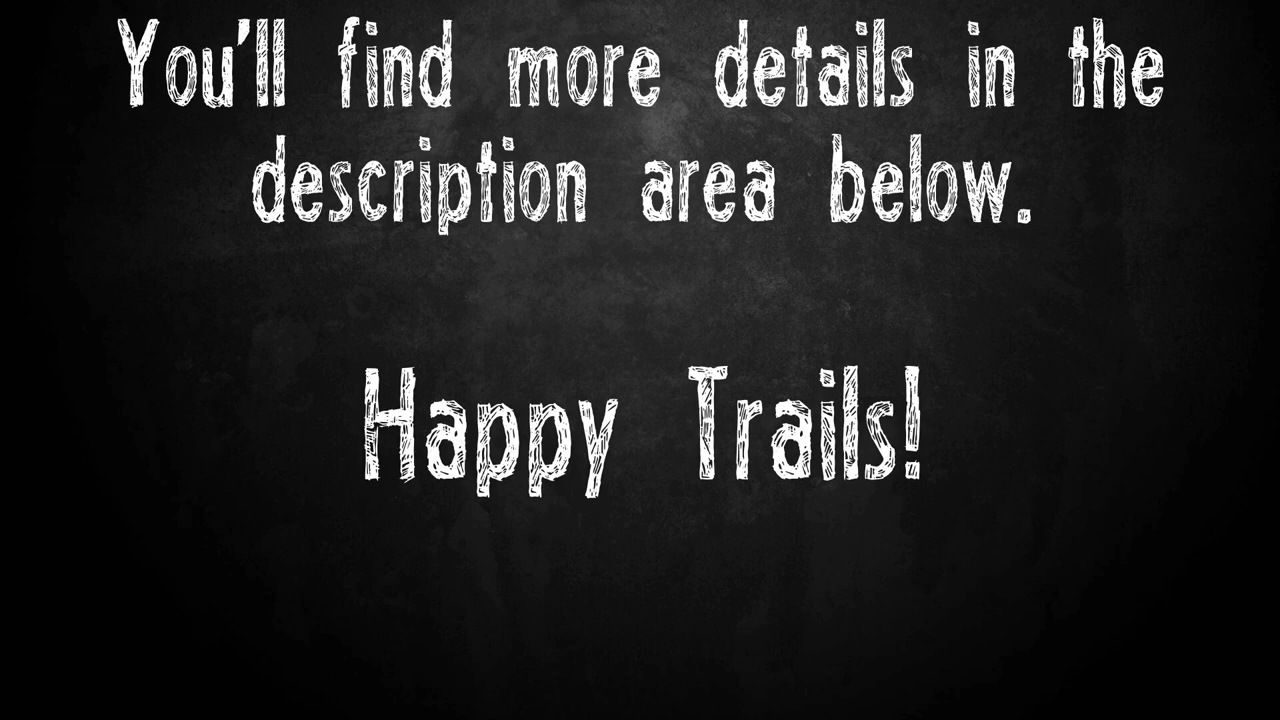 You'll find more details in the
description area below.
Happy Trails!